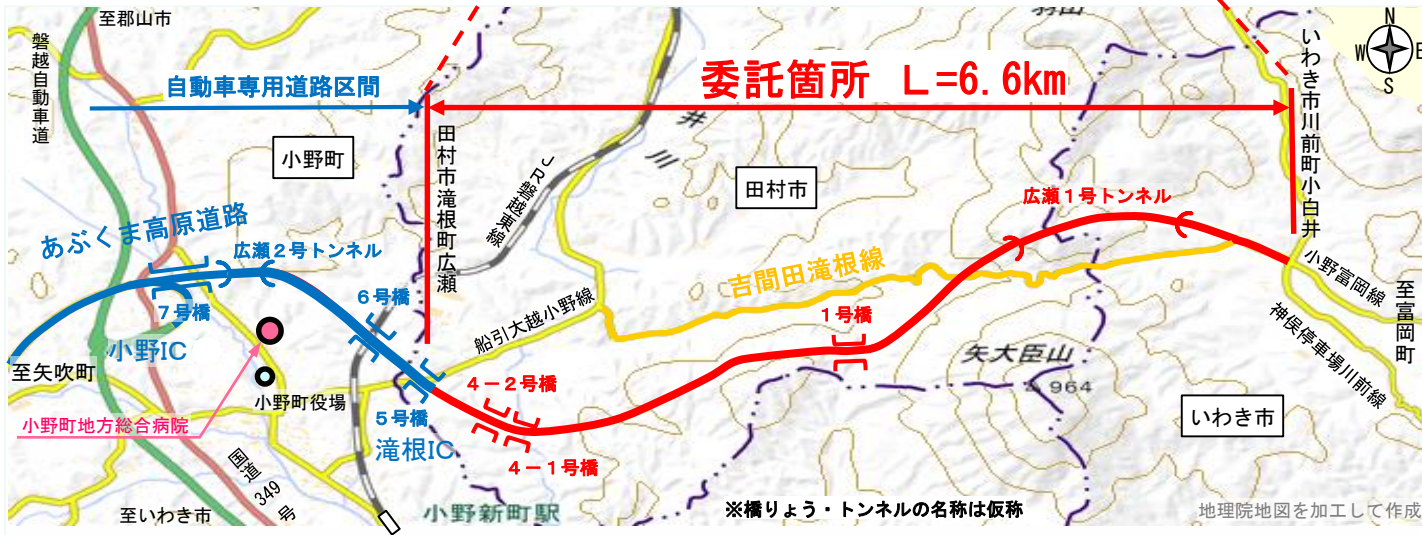 至郡山市
磐越自動車道
自動車専用道路区間
委託箇所 L=6.6km
N
W
E
S
いわき市川前町小白井
小野町
田村市滝根町広瀬
JR磐越東線
井川
田村市
広瀬1号トンネル
あぶくま高原道路
広瀬2号トンネル
吉間田滝根線
小野富岡線
至富岡町
神俣停車場川前線
7号橋
6号橋
船引大越小野線
1号橋
小野IC
至矢吹町
矢大臣山
964
4-2号橋
小野町役場
5号橋
小野町地方総合病院
滝根IC
4-1号橋
いわき市
国道349号
至いわき市
小野新町駅
※橋りょう・トンネルの名称は仮称
地理院地図を加工して作成